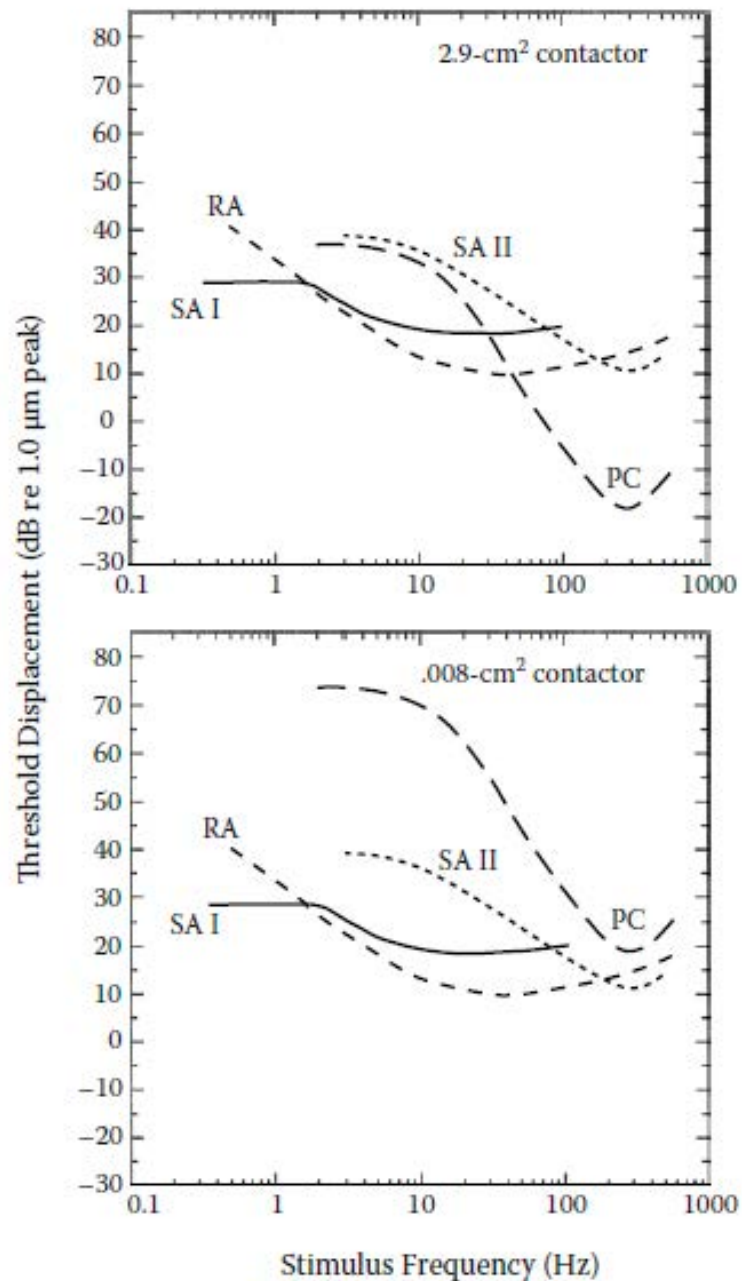 2.9-cm² contactor
80
70
60
50
40
30
20
10
0
−10
−20
−30
RA
SA I
SA II
PC
0.1 1 10 100 1000
Threshold Displacement (dB re 1.0 μm peak)
.008-cm² contactor
80
70
60
50
40
30
20
10
0
−10
−20
−30
RA
SA I
SA II
PC
0.1 1 10 100 1000
Stimulus Frequency (Hz)